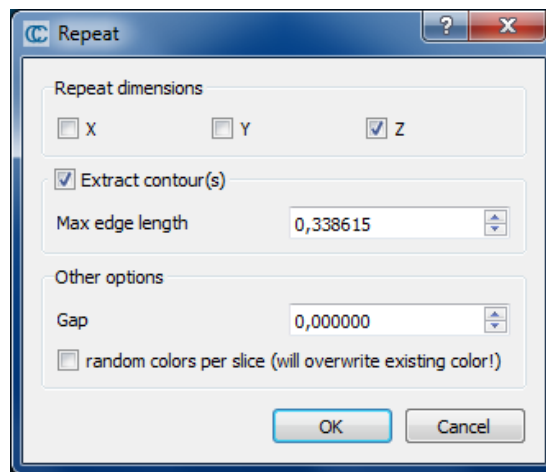 Repeat
Repeat dimensions
X Y Z
Extract contour(s)
Max edge length 0,338615
Other options
Gap 0,000000
random colors per slice (will overwrite existing color!)
OK Cancel